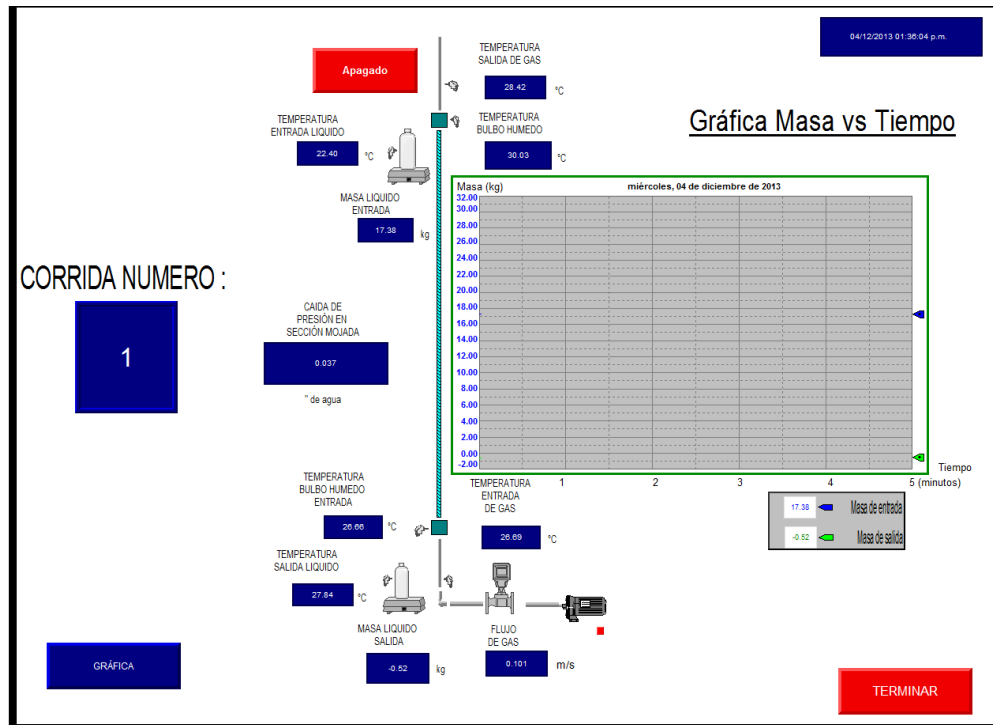 04/12/2013 01:36:04 p.m.
Apagado
TEMPERATURA
SALIDA DE GAS
28.42 °C
TEMPERATURA
ENTRADA LIQUIDO
22.40 °C
TEMPERATURA
BULBO HUMEDO
30.03 °C
Gráfica Masa vs Tiempo
MASA LIQUIDO
ENTRADA
17.38 kg
CORRIDA NUMERO :
1
CAIDA DE
PRESIÓN EN
SECCIÓN MOJADA
0.037
" de agua
Masa (kg)
miércoles, 04 de diciembre de 2013
32.00
30.00
28.00
26.00
24.00
22.00
20.00
18.00
16.00
14.00
12.00
10.00
8.00
6.00
4.00
2.00
0.00
-2.00
1 2 3 4 5 (minutos)
Tiempo
17.38 Masa de entrada
-0.52 Masa de salida
TEMPERATURA
BULBO HUMEDO
ENTRADA
26.66 °C
TEMPERATURA
ENTRADA
DE GAS
26.69 °C
TEMPERATURA
SALIDA LIQUIDO
27.84 °C
MASA LIQUIDO
SALIDA
-0.52 kg
FLUJO
DE GAS
0.101 m/s
GRÁFICA
TERMINAR